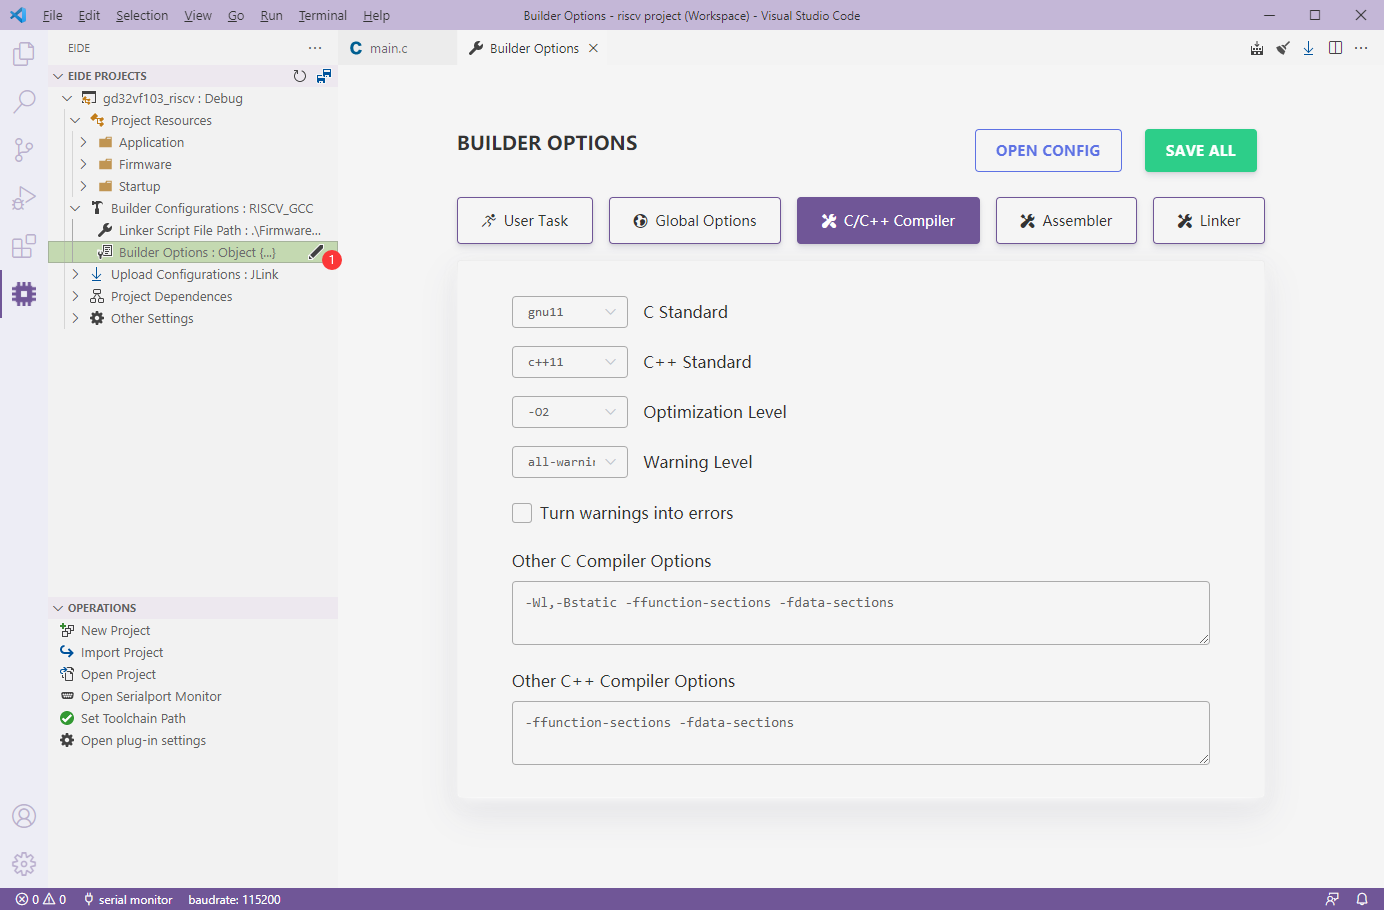 File Edit Selection View Go Run Terminal Help
Builder Options - riscv project (Workspace) - Visual Studio Code
EIDE
EIDE PROJECTS
gd32vf103_riscv : Debug
Project Resources
Application
Firmware
Startup
Builder Configurations : RISCV_GCC
Linker Script File Path : .\Firmware...
Builder Options : Object {...}
1
Upload Configurations : JLink
Project Dependences
Other Settings
OPERATIONS
New Project
Import Project
Open Project
Open Serialport Monitor
Set Toolchain Path
Open plug-in settings
C main.c
Builder Options
BUILDER OPTIONS
OPEN CONFIG
SAVE ALL
User Task
Global Options
C/C++ Compiler
Assembler
Linker
gnu11 C Standard
c++11 C++ Standard
-O2 Optimization Level
all-warnin Warning Level
Turn warnings into errors
Other C Compiler Options
-Wl,-Bstatic -ffunction-sections -fdata-sections
Other C++ Compiler Options
-ffunction-sections -fdata-sections
0 0 serial monitor baudrate: 115200